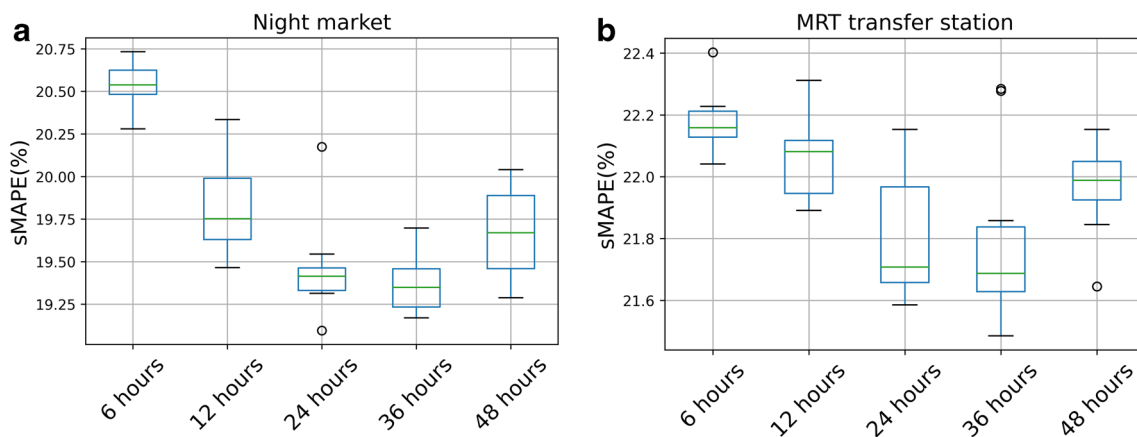 a
Night market
sMAPE(%)
20.75
20.50
20.25
20.00
19.75
19.50
19.25
6 hours
12 hours
24 hours
36 hours
48 hours
b
MRT transfer station
sMAPE(%)
22.4
22.2
22.0
21.8
21.6
6 hours
12 hours
24 hours
36 hours
48 hours